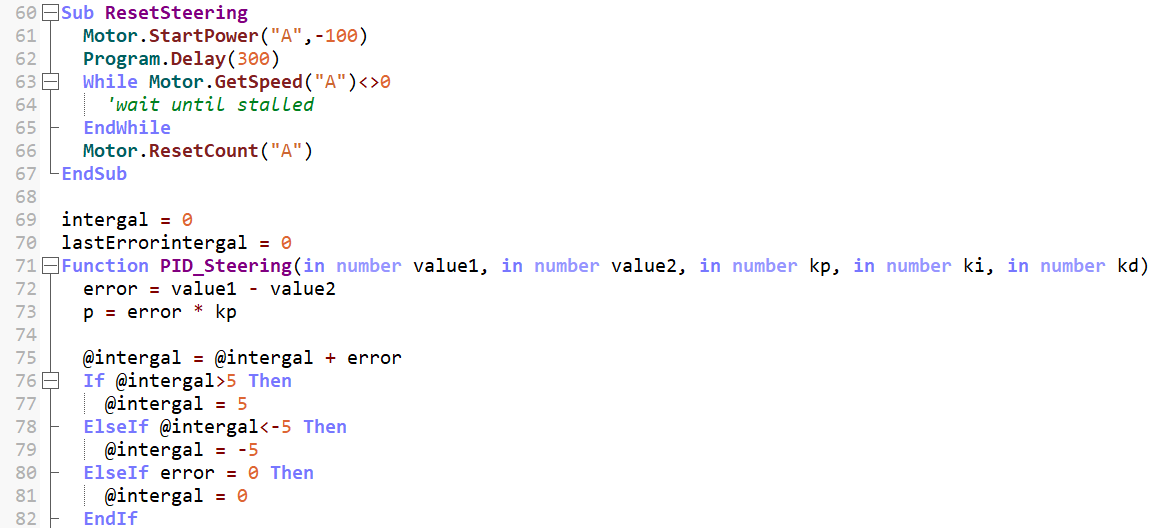 60 Sub ResetSteering
61 Motor.StartPower("A",-100)
62 Program.Delay(300)
63 While Motor.GetSpeed("A")<>0
64 'wait until stalled
65 EndWhile
66 Motor.ResetCount("A")
67 EndSub
68
69 intergal = 0
70 lastErrorintergal = 0
71 Function PID_Steering(in number value1, in number value2, in number kp, in number ki, in number kd)
72 error = value1 - value2
73 p = error * kp
74
75 @intergal = @intergal + error
76 If @intergal>5 Then
77 @intergal = 5
78 ElseIf @intergal<-5 Then
79 @intergal = -5
80 ElseIf error = 0 Then
81 @intergal = 0
82 EndIf